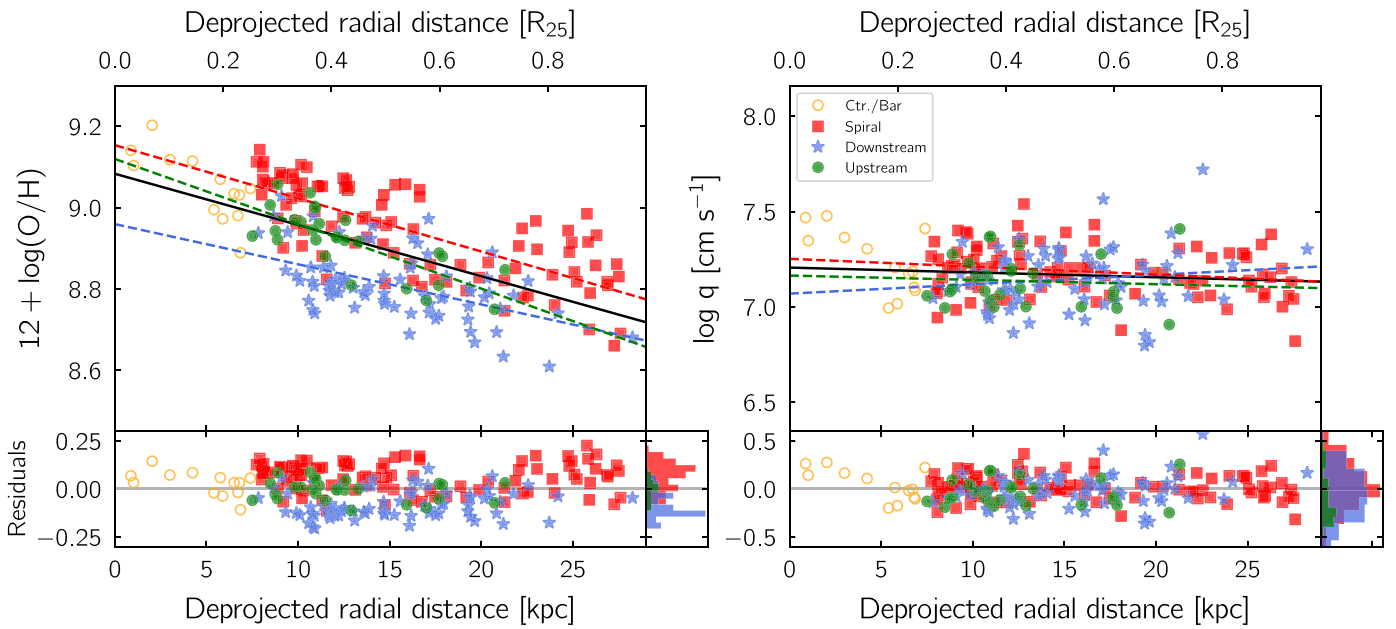 Deprojected radial distance [R₂₅]
0.0 0.2 0.4 0.6 0.8
12 + log(O/H)
9.2
9.0
8.8
8.6
Residuals
0.25
0.00
−0.25
0 5 10 15 20 25
Deprojected radial distance [kpc]
Deprojected radial distance [R₂₅]
0.0 0.2 0.4 0.6 0.8
log q [cm s⁻¹]
8.0
7.5
7.0
6.5
Ctr./Bar
Spiral
Downstream
Upstream
0.5
0.0
−0.5
0 5 10 15 20 25
Deprojected radial distance [kpc]